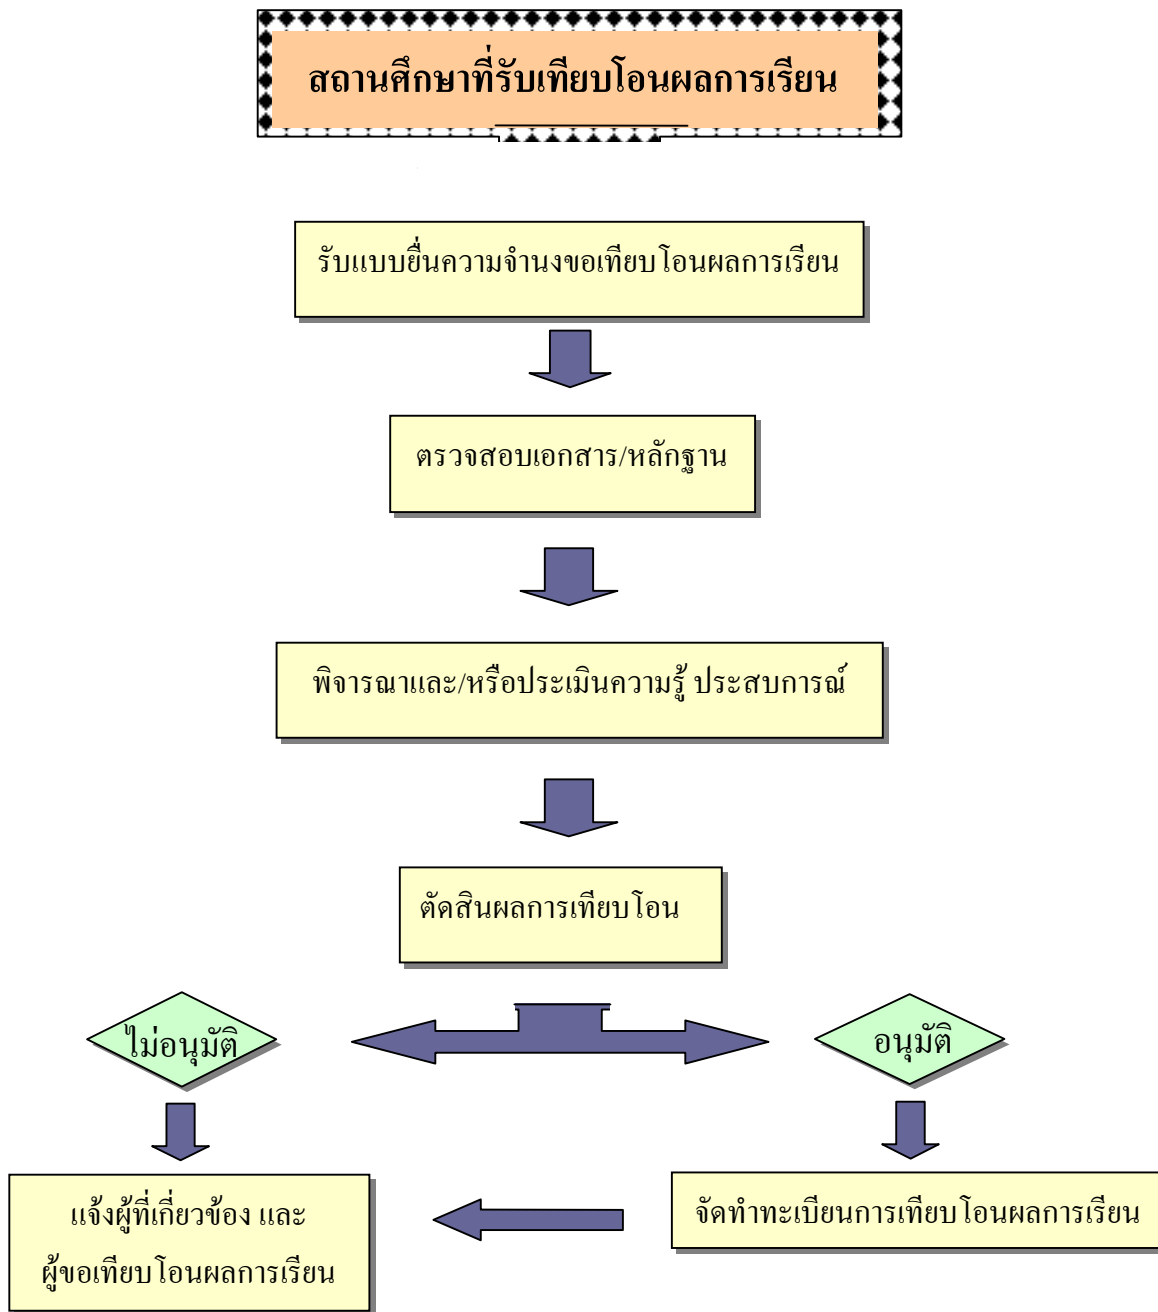 สถานศึกษาที่รับเทียบโอนผลการเรียน
รับแบบยื่นความจำนงขอเทียบโอนผลการเรียน
ตรวจสอบเอกสาร/หลักฐาน
พิจารณาและ/หรือประเมินความรู้ ประสบการณ์
ตัดสินผลการเทียบโอน
ไม่อนุมัติ
อนุมัติ
แจ้งผู้ที่เกี่ยวข้อง และ
ผู้ขอเทียบโอนผลการเรียน
จัดทำทะเบียนการเทียบโอนผลการเรียน